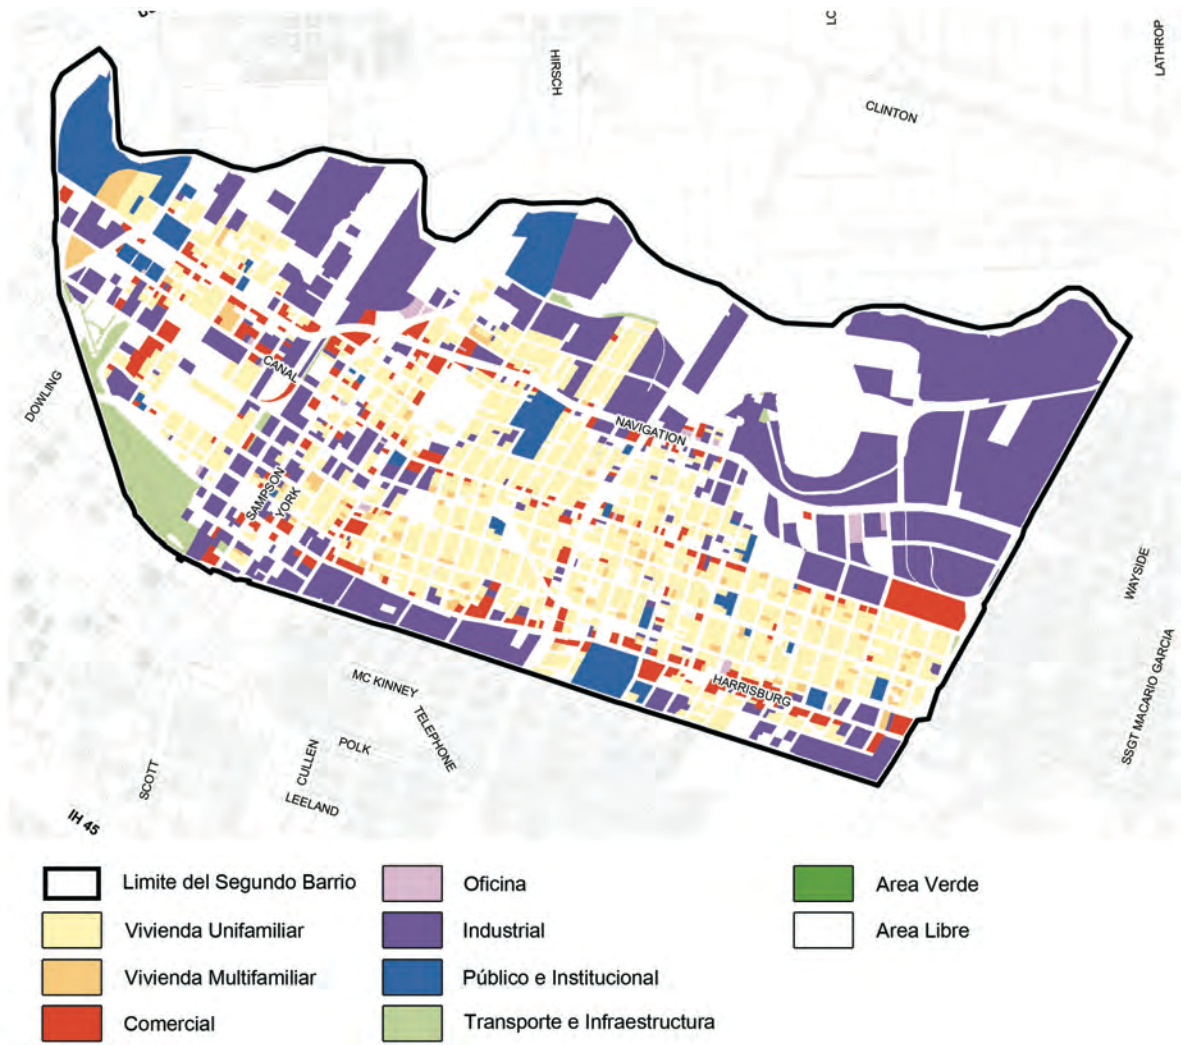 LC
LATHROP
HIRSCH
CLINTON
CANAL
DOWLING
NAVIGATION
SAMPSON
YORK
WAYSIDE
HARRISBURG
SSGT MACARIO GARCIA
MC KINNEY
TELEPHONE
POLK
CULLEN
SCOTT
LEELAND
IH 45
Limite del Segundo Barrio
Vivienda Unifamiliar
Vivienda Multifamiliar
Comercial
Oficina
Industrial
Público e Institucional
Transporte e Infraestructura
Area Verde
Area Libre